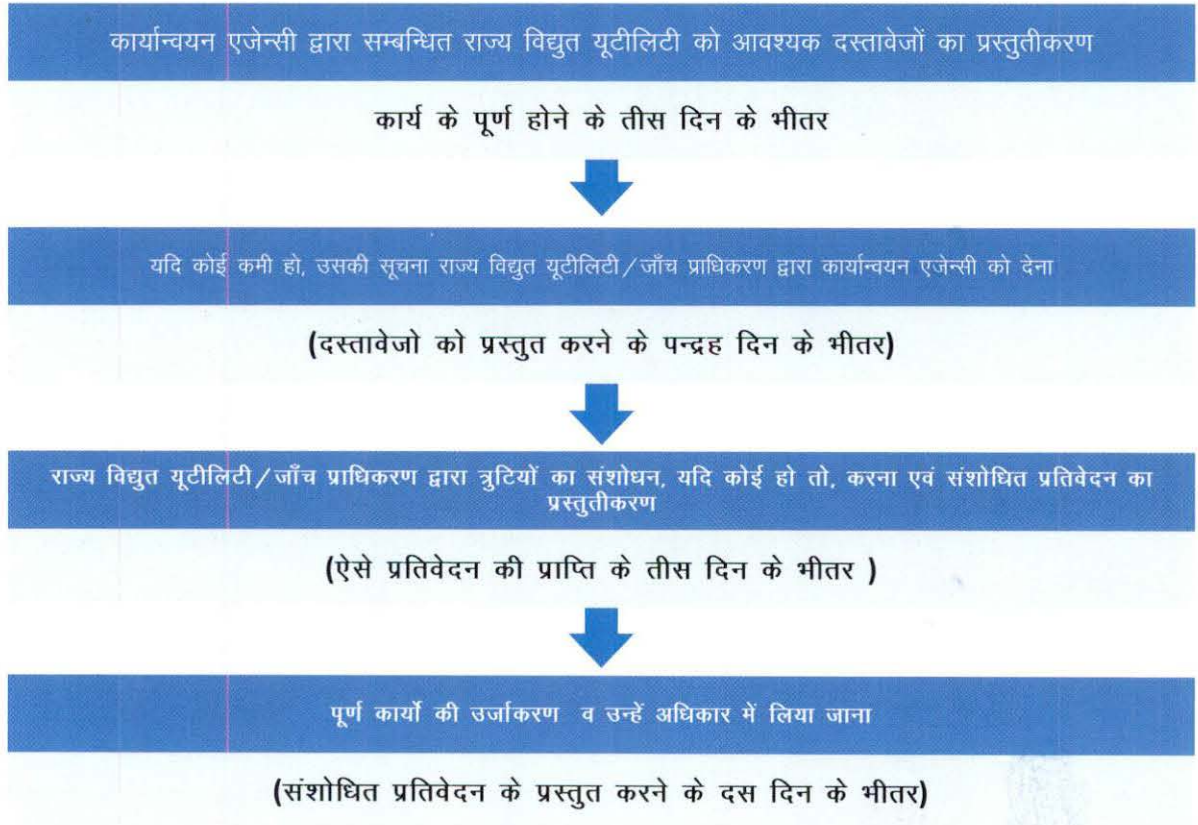 कार्यान्वयन एजेन्सी द्वारा सम्बन्धित राज्य विद्युत यूटीलिटी को आवश्यक दस्तावेजों का प्रस्तुतीकरण
कार्य के पूर्ण होने के तीस दिन के भीतर
यदि कोई कमी हो, उसकी सूचना राज्य विद्युत यूटीलिटी/जाँच प्राधिकरण द्वारा कार्यान्वयन एजेन्सी को देना
(दस्तावेजो को प्रस्तुत करने के पन्द्रह दिन के भीतर)
राज्य विद्युत यूटीलिटी/जाँच प्राधिकरण द्वारा त्रुटियों का संशोधन, यदि कोई हो तो, करना एवं संशोधित प्रतिवेदन का
प्रस्तुतीकरण
(ऐसे प्रतिवेदन की प्राप्ति के तीस दिन के भीतर )
पूर्ण कार्यो की उर्जाकरण व उन्हें अधिकार में लिया जाना
(संशोधित प्रतिवेदन के प्रस्तुत करने के दस दिन के भीतर)